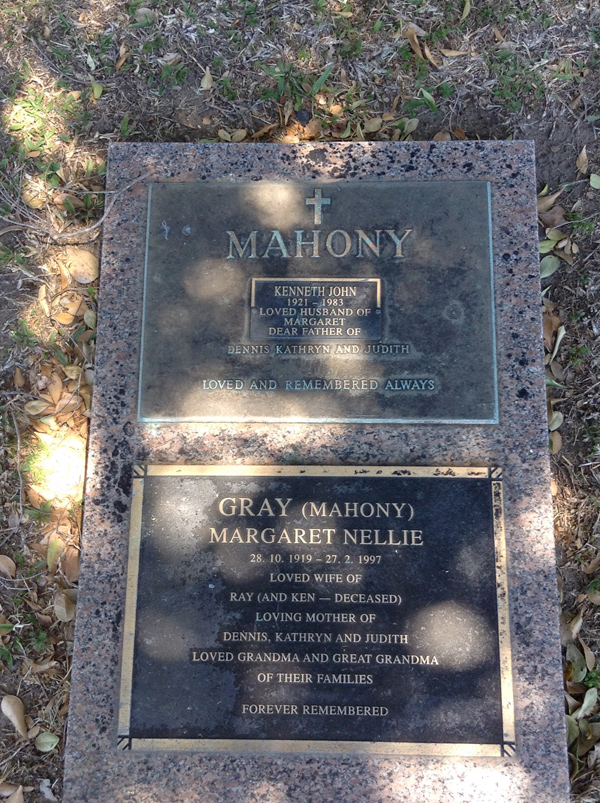 MAHONY
KENNETH JOHN
1921 – 1983
LOVED HUSBAND OF
MARGARET
DEAR FATHER OF
DENNIS KATHRYN AND JUDITH
LOVED AND REMEMBERED ALWAYS
GRAY (MAHONY)
MARGARET NELLIE
28. 10. 1919 – 27. 2. 1997
LOVED WIFE OF
RAY (AND KEN — DECEASED)
LOVING MOTHER OF
DENNIS, KATHRYN AND JUDITH
LOVED GRANDMA AND GREAT GRANDMA
OF THEIR FAMILIES
FOREVER REMEMBERED